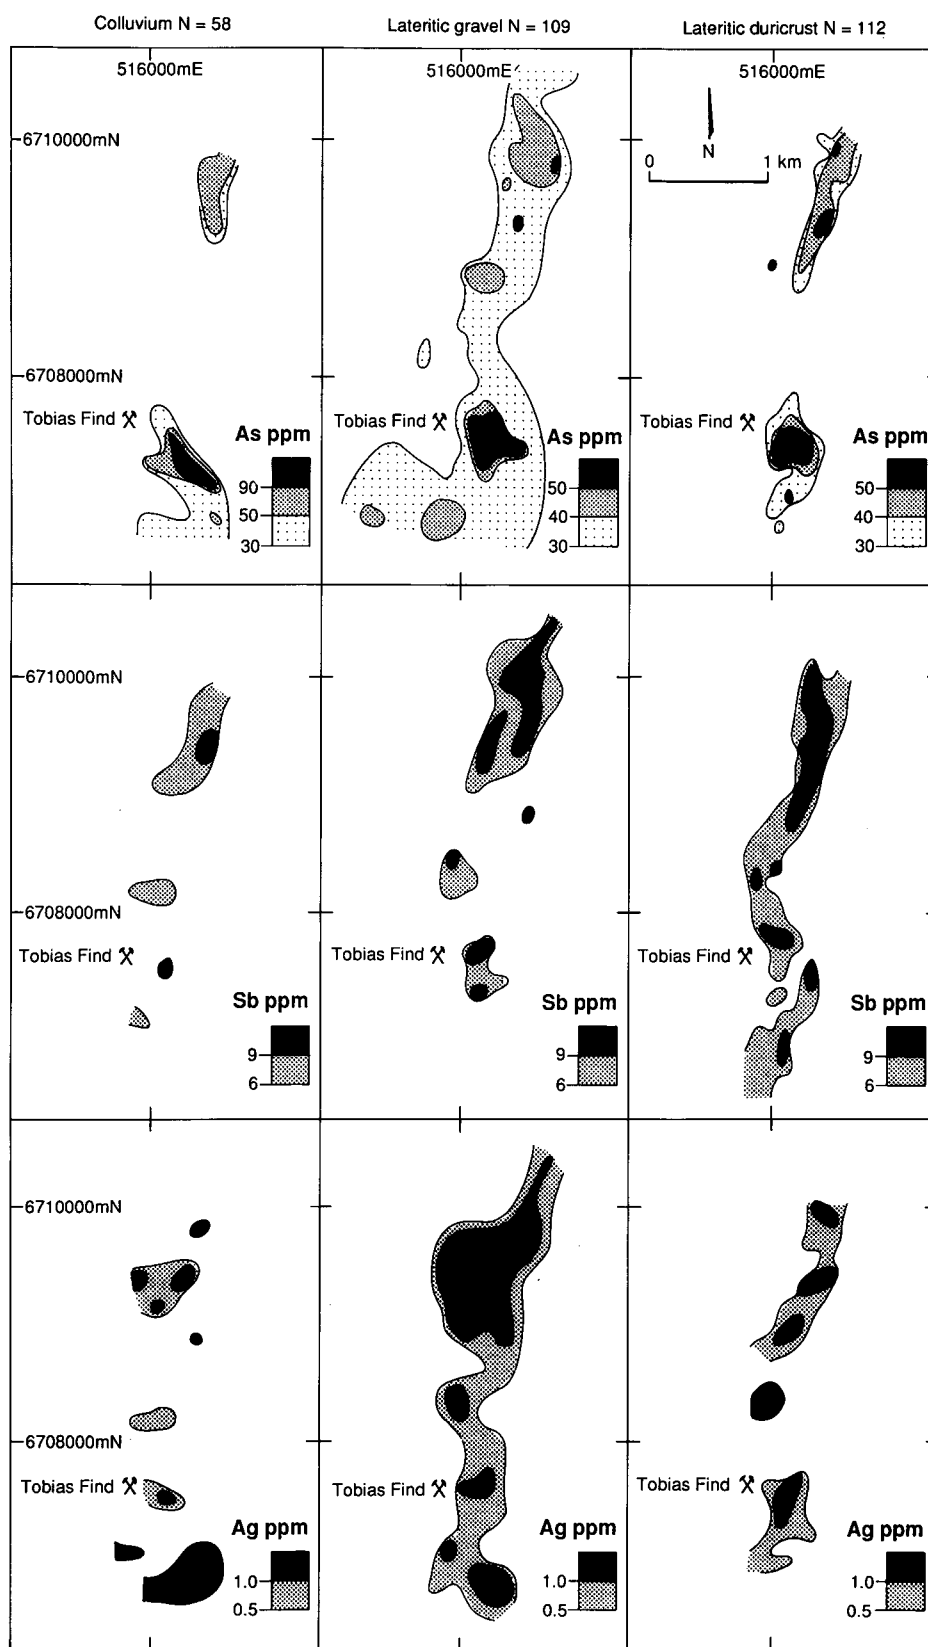 Colluvium N = 58
Lateritic gravel N = 109
Lateritic duricrust N = 112
516000mE
516000mE
516000mE
6710000mN
0
N
1 km
6708000mN
Tobias Find
Tobias Find
Tobias Find
As ppm
90
50
30
As ppm
50
40
30
As ppm
50
40
30
6710000mN
6708000mN
Tobias Find
Tobias Find
Tobias Find
Sb ppm
9
6
Sb ppm
9
6
Sb ppm
9
6
6710000mN
6708000mN
Tobias Find
Tobias Find
Tobias Find
Ag ppm
1.0
0.5
Ag ppm
1.0
0.5
Ag ppm
1.0
0.5